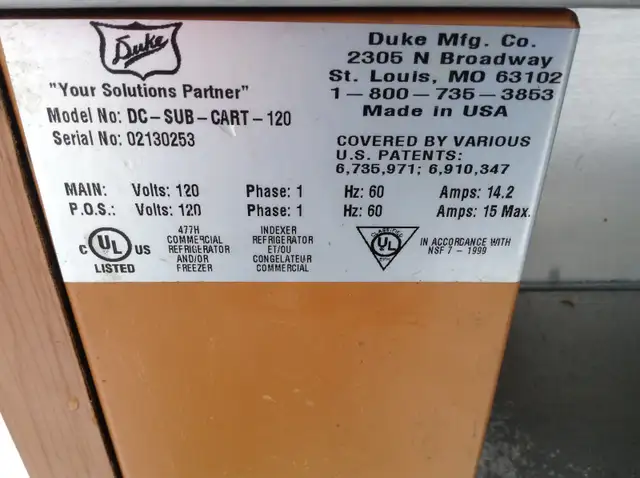 Duke
"Your Solutions Partner"
Duke Mfg. Co.
2305 N Broadway
St. Louis, MO 63102
1-800-735-3853
Made in USA
Model No: DC-SUB-CART-120
Serial No: 02130253
COVERED BY VARIOUS
U.S. PATENTS:
6,735,971; 6,910,347
MAIN: Volts: 120 Phase: 1 Hz: 60 Amps: 14.2
P.O.S.: Volts: 120 Phase: 1 Hz: 60 Amps: 15 Max.
C UL US
LISTED
477H
COMMERCIAL
REFRIGERATOR
AND/OR
FREEZER
INDEXER
REFRIGERATOR
ET/OU
CONGELATEUR
COMMERCIAL
CLASSIFIED
UL
IN ACCORDANCE WITH
NSF 7 - 1999